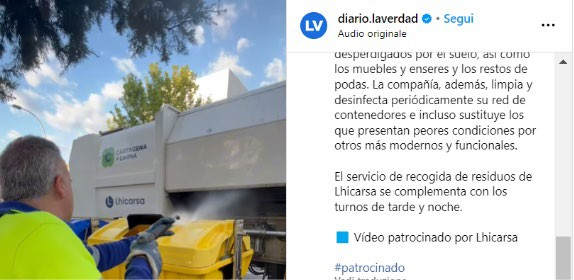 CARTAGENA
LIMPIA
Lhicarsa
LV
diario.laverdad • Segui
Audio originale
desperdigados por el suelo, así como
los muebles y enseres y los restos de
podas. La compañía, además, limpia y
desinfecta periódicamente su red de
contenedores e incluso sustituye los
que presentan peores condiciones por
otros más modernos y funcionales.
El servicio de recogida de residuos de
Lhicarsa se complementa con los
turnos de tarde y noche.
Vídeo patrocinado por Lhicarsa
#patrocinado
Vedi traduzione